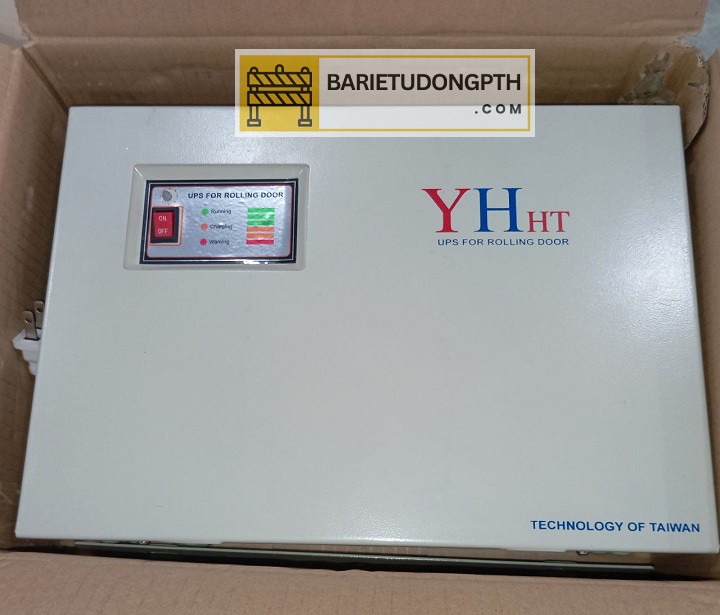 BARIETUDONGPTH
.COM
UPS FOR ROLLING DOOR
ON
OFF
Running
Charging
Warning
YHHT
UPS FOR ROLLING DOOR
TECHNOLOGY OF TAIWAN